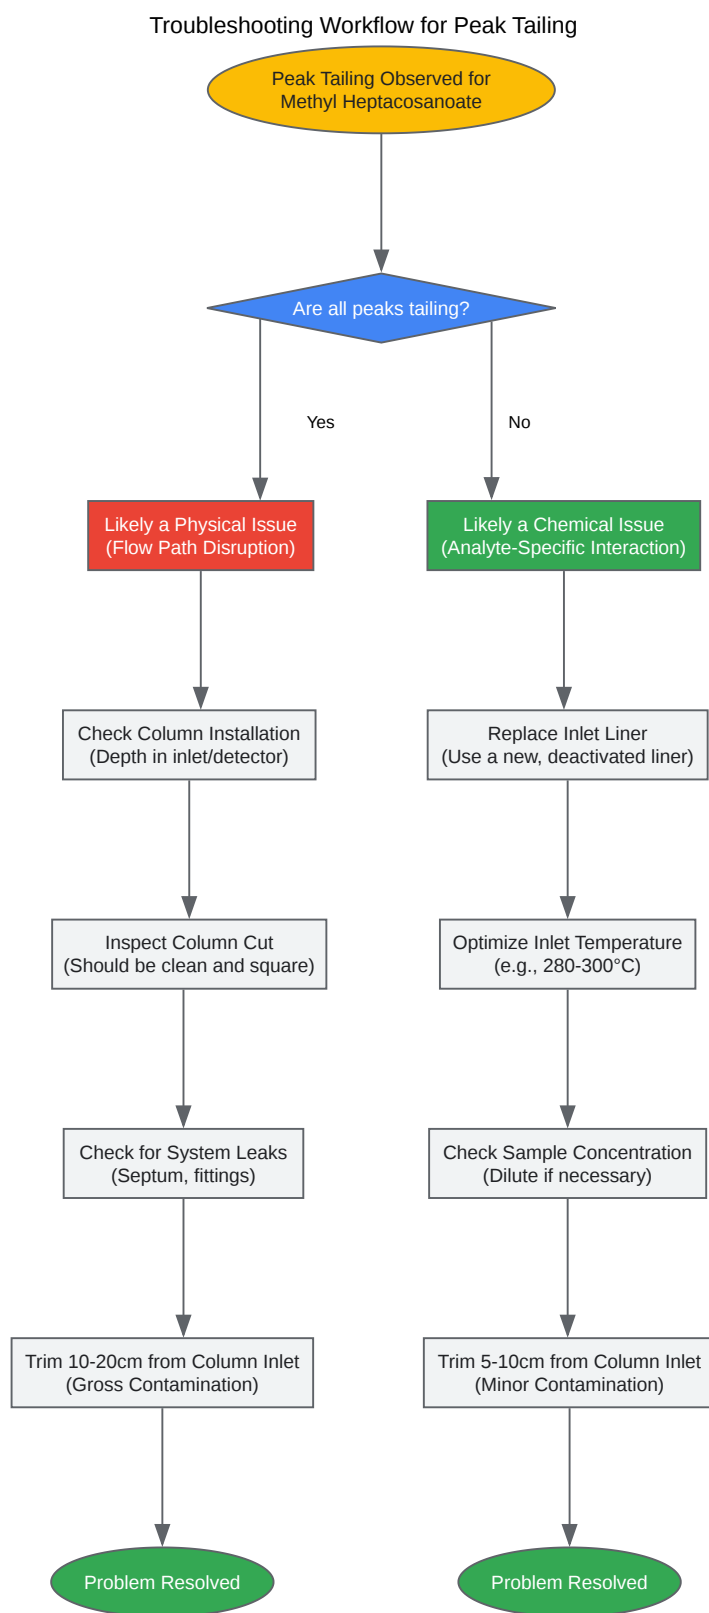 Troubleshooting Workflow for Peak Tailing
Peak Tailing Observed for
Methyl Heptacosanoate
Are all peaks tailing?
Yes
No
Likely a Physical Issue
(Flow Path Disruption)
Likely a Chemical Issue
(Analyte-Specific Interaction)
Check Column Installation
(Depth in inlet/detector)
Replace Inlet Liner
(Use a new, deactivated liner)
Inspect Column Cut
(Should be clean and square)
Optimize Inlet Temperature
(e.g., 280-300°C)
Check for System Leaks
(Septum, fittings)
Check Sample Concentration
(Dilute if necessary)
Trim 10-20cm from Column Inlet
(Gross Contamination)
Trim 5-10cm from Column Inlet
(Minor Contamination)
Problem Resolved
Problem Resolved